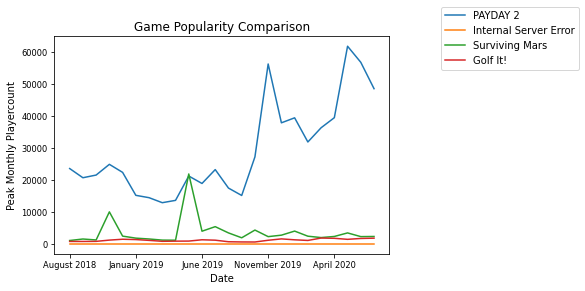 Game Popularity Comparison
PAYDAY 2
Internal Server Error
Surviving Mars
Golf It!
Peak Monthly Playercount
60000
50000
40000
30000
20000
10000
0
August 2018
January 2019
June 2019
November 2019
April 2020
Date